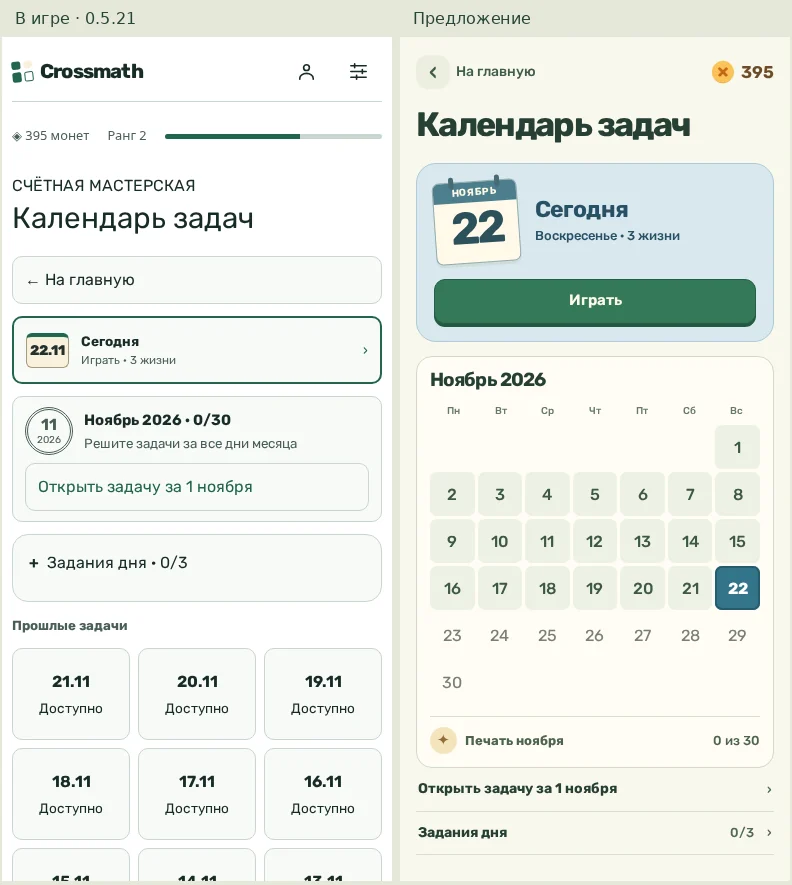 В игре · 0.5.21
Crossmath
◈ 395 монет Ранг 2
СЧЁТНАЯ МАСТЕРСКАЯ
Календарь задач
← На главную
22.11
Сегодня
Играть • 3 жизни
›
11
2026
Ноябрь 2026 • 0/30
Решите задачи за все дни месяца
Открыть задачу за 1 ноября
+ Задания дня • 0/3
Прошлые задачи
21.11 20.11 19.11
Доступно Доступно Доступно
18.11 17.11 16.11
Доступно Доступно Доступно
15.11 14.11 13.11
Предложение
‹ На главную
395
Календарь задач
НОЯБРЬ
22
Сегодня
Воскресенье • 3 жизни
Играть
Ноябрь 2026
Пн Вт Ср Чт Пт Сб Вс
1
2 3 4 5 6 7 8
9 10 11 12 13 14 15
16 17 18 19 20 21 22
23 24 25 26 27 28 29
30
✦ Печать ноября 0 из 30
Открыть задачу за 1 ноября ›
Задания дня 0/3 ›